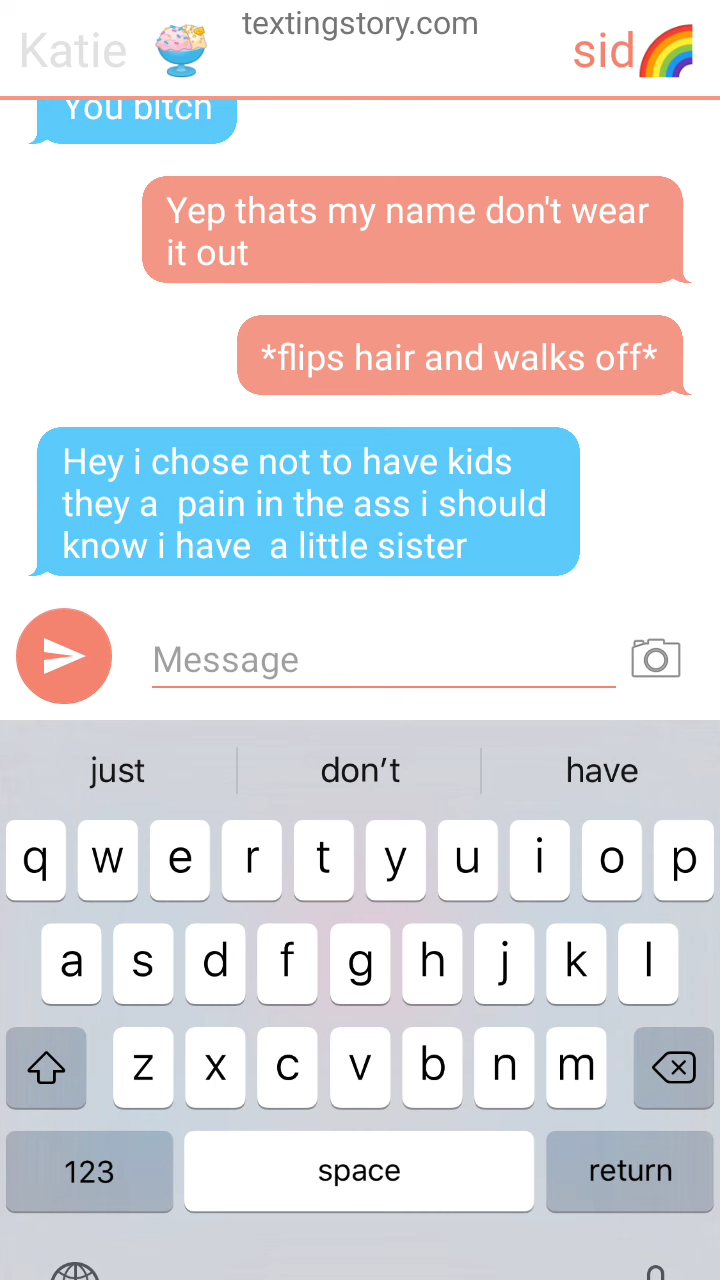 textingstory.com
Katie 🍨 sid🌈
You bitch
Yep thats my name don't wear
it out
*flips hair and walks off*
Hey i chose not to have kids
they a  pain in the ass i should
know i have  a little sister
Message
just don’t have
q w e r t y u i o p
a s d f g h j k l
z x c v b n m
123 space return